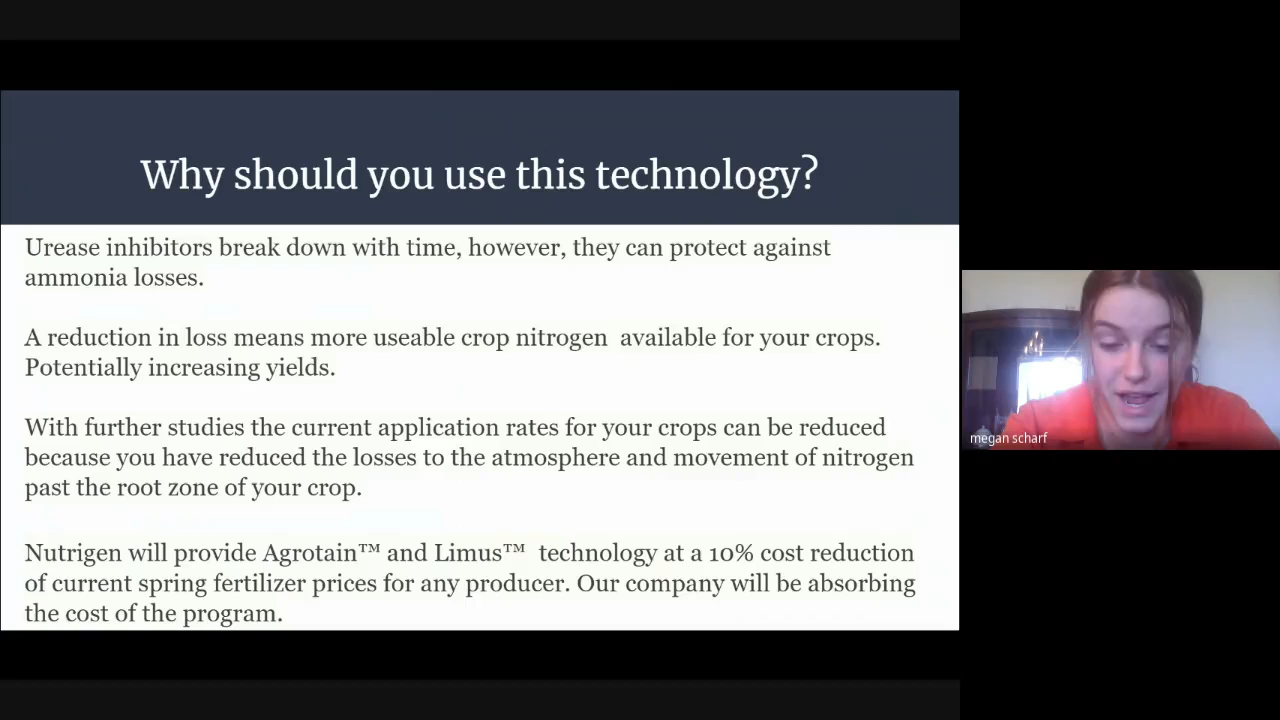 Why should you use this technology?
Urease inhibitors break down with time, however, they can protect against
ammonia losses.
A reduction in loss means more useable crop nitrogen  available for your crops.
Potentially increasing yields.
With further studies the current application rates for your crops can be reduced
because you have reduced the losses to the atmosphere and movement of nitrogen
past the root zone of your crop.
Nutrigen will provide Agrotain™ and Limus™  technology at a 10% cost reduction
of current spring fertilizer prices for any producer. Our company will be absorbing
the cost of the program.
megan scharf